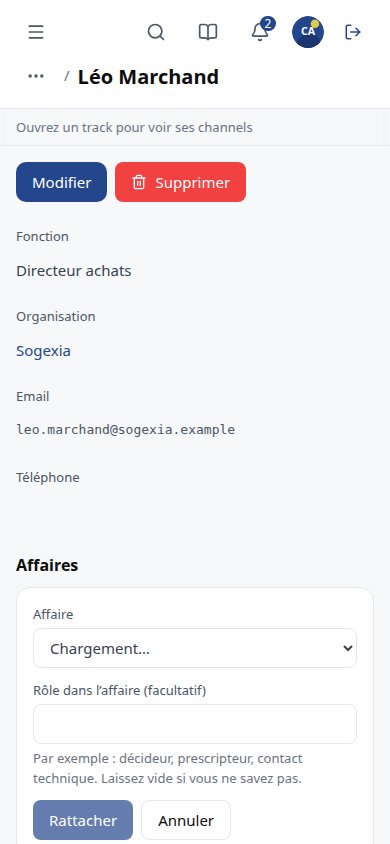 2
CA
... / Léo Marchand
Ouvrez un track pour voir ses channels
Modifier
Supprimer
Fonction
Directeur achats
Organisation
Sogexia
Email
leo.marchand@sogexia.example
Téléphone
Affaires
Affaire
Chargement...
Rôle dans l’affaire (facultatif)
Par exemple : décideur, prescripteur, contact
technique. Laissez vide si vous ne savez pas.
Rattacher
Annuler